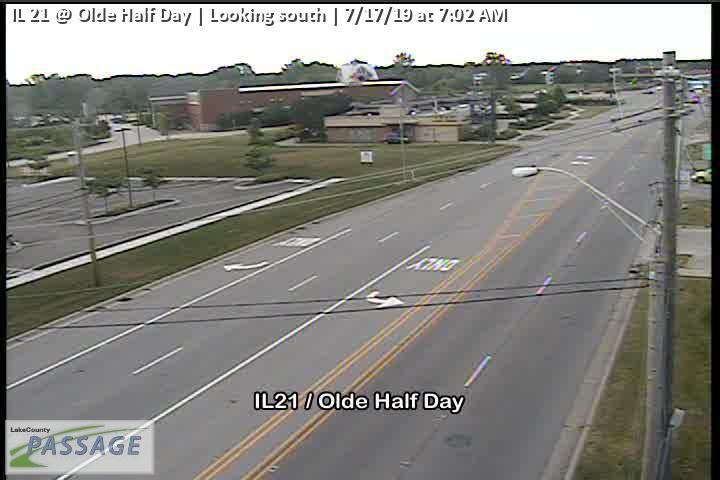 IL 21 @ Olde Half Day | Looking south | 7/17/19 at 7:02 AM
ONLY
IL21 / Olde Half Day
LakeCounty
PASSAGE